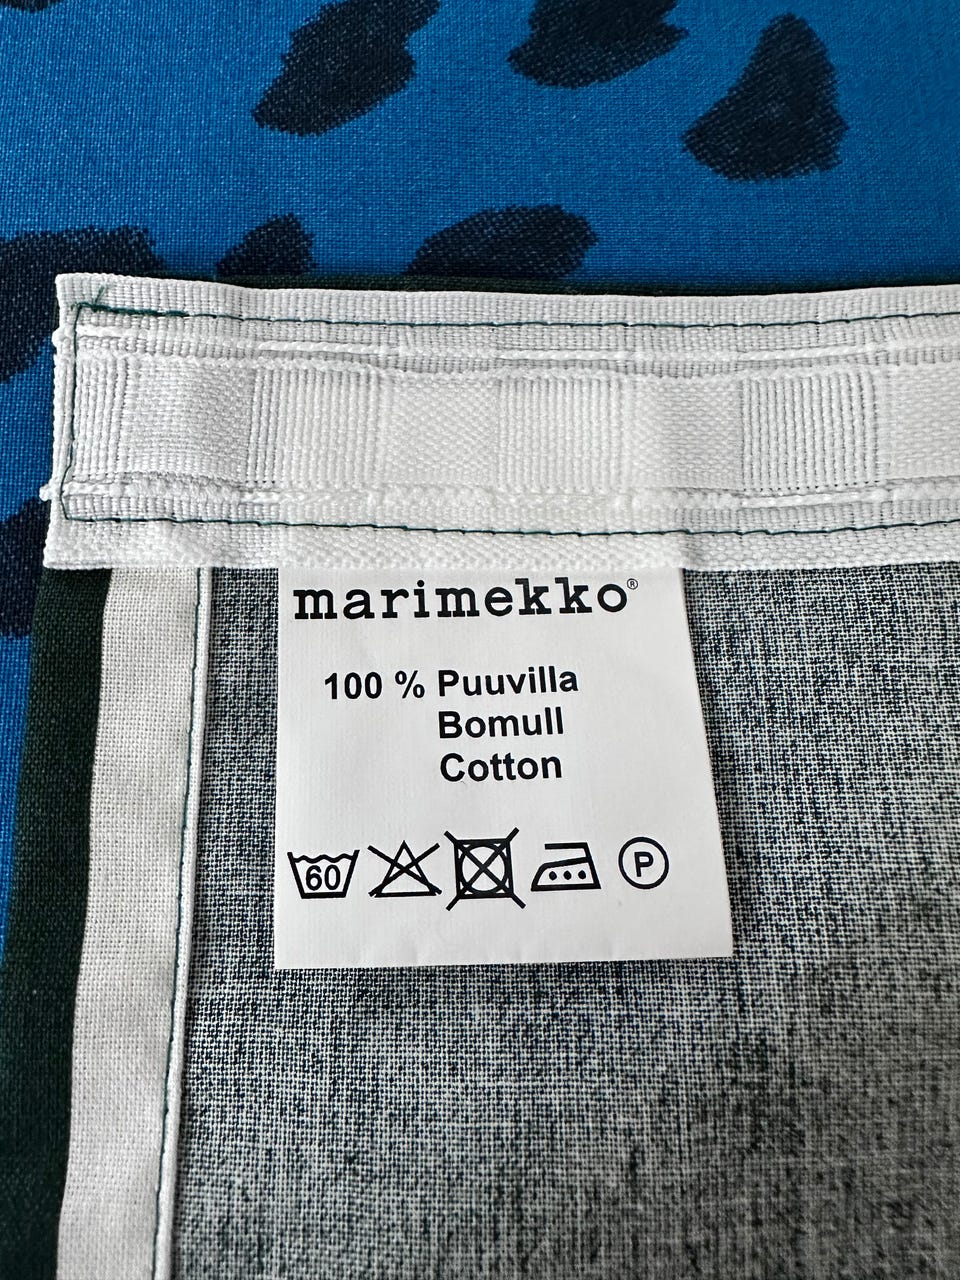 marimekko®
100 % Puuvilla
Bomull
Cotton
60 P